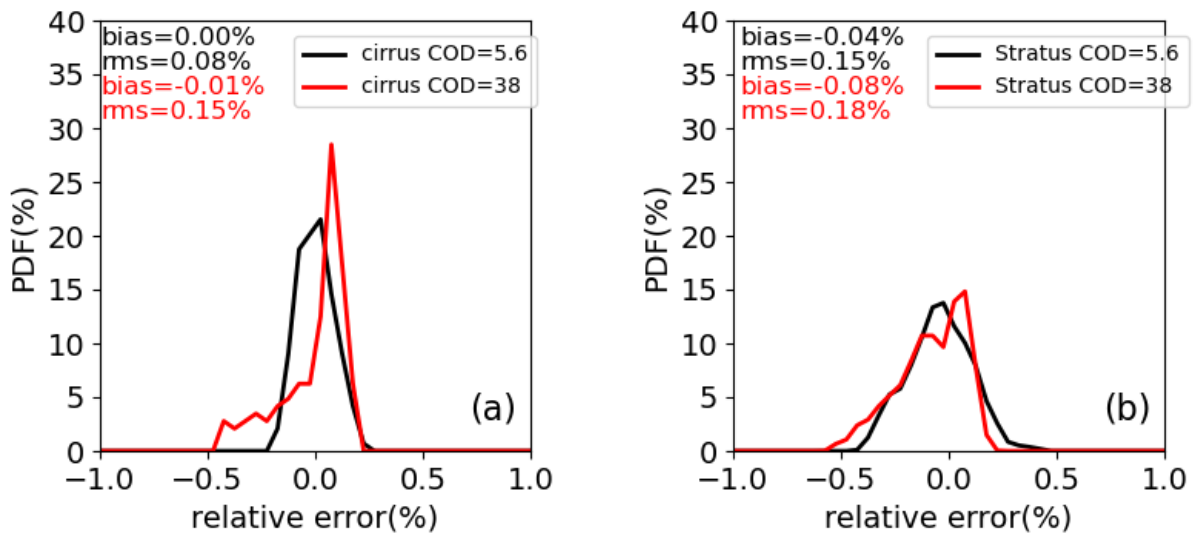 bias=0.00%
rms=0.08%
bias=-0.01%
rms=0.15%
cirrus COD=5.6
cirrus COD=38
40
35
30
25
20
15
10
5
0
PDF(%)
(a)
−1.0 −0.5 0.0 0.5 1.0
relative error(%)
bias=-0.04%
rms=0.15%
bias=-0.08%
rms=0.18%
Stratus COD=5.6
Stratus COD=38
40
35
30
25
20
15
10
5
0
PDF(%)
(b)
−1.0 −0.5 0.0 0.5 1.0
relative error(%)